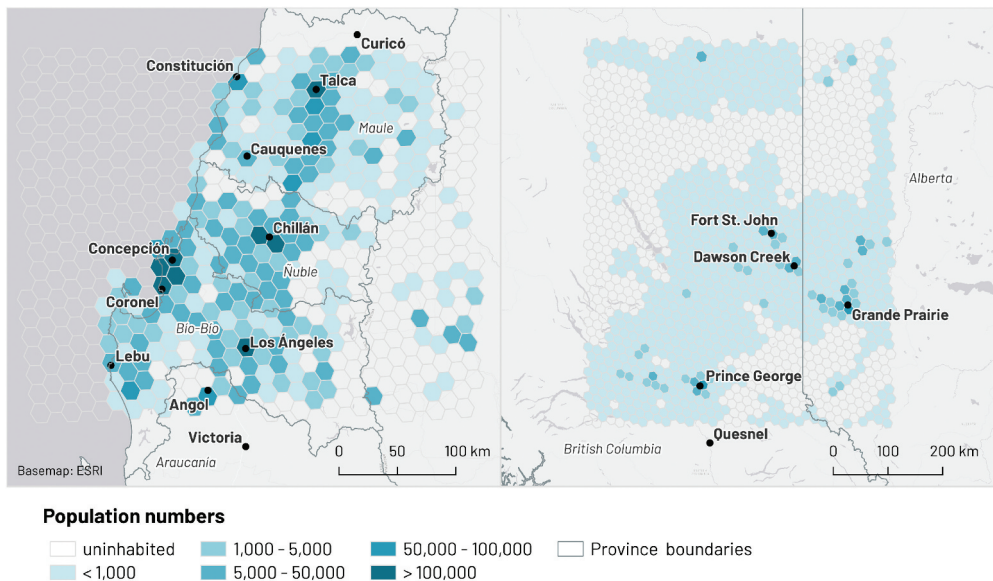 Curicó
Constitución
Talca
Maule
Cauquenes
Chillán
Concepción
Ñuble
Coronel
Bio-Bio
Los Ángeles
Lebu
Angol
Victoria
Araucanía
Basemap: ESRI
0 50 100 km
Alberta
Fort St. John
Dawson Creek
Grande Prairie
Prince George
Quesnel
British Columbia
0 100 200 km
Population numbers
uninhabited
1,000 - 5,000
50,000 - 100,000
Province boundaries
< 1,000
5,000 - 50,000
> 100,000